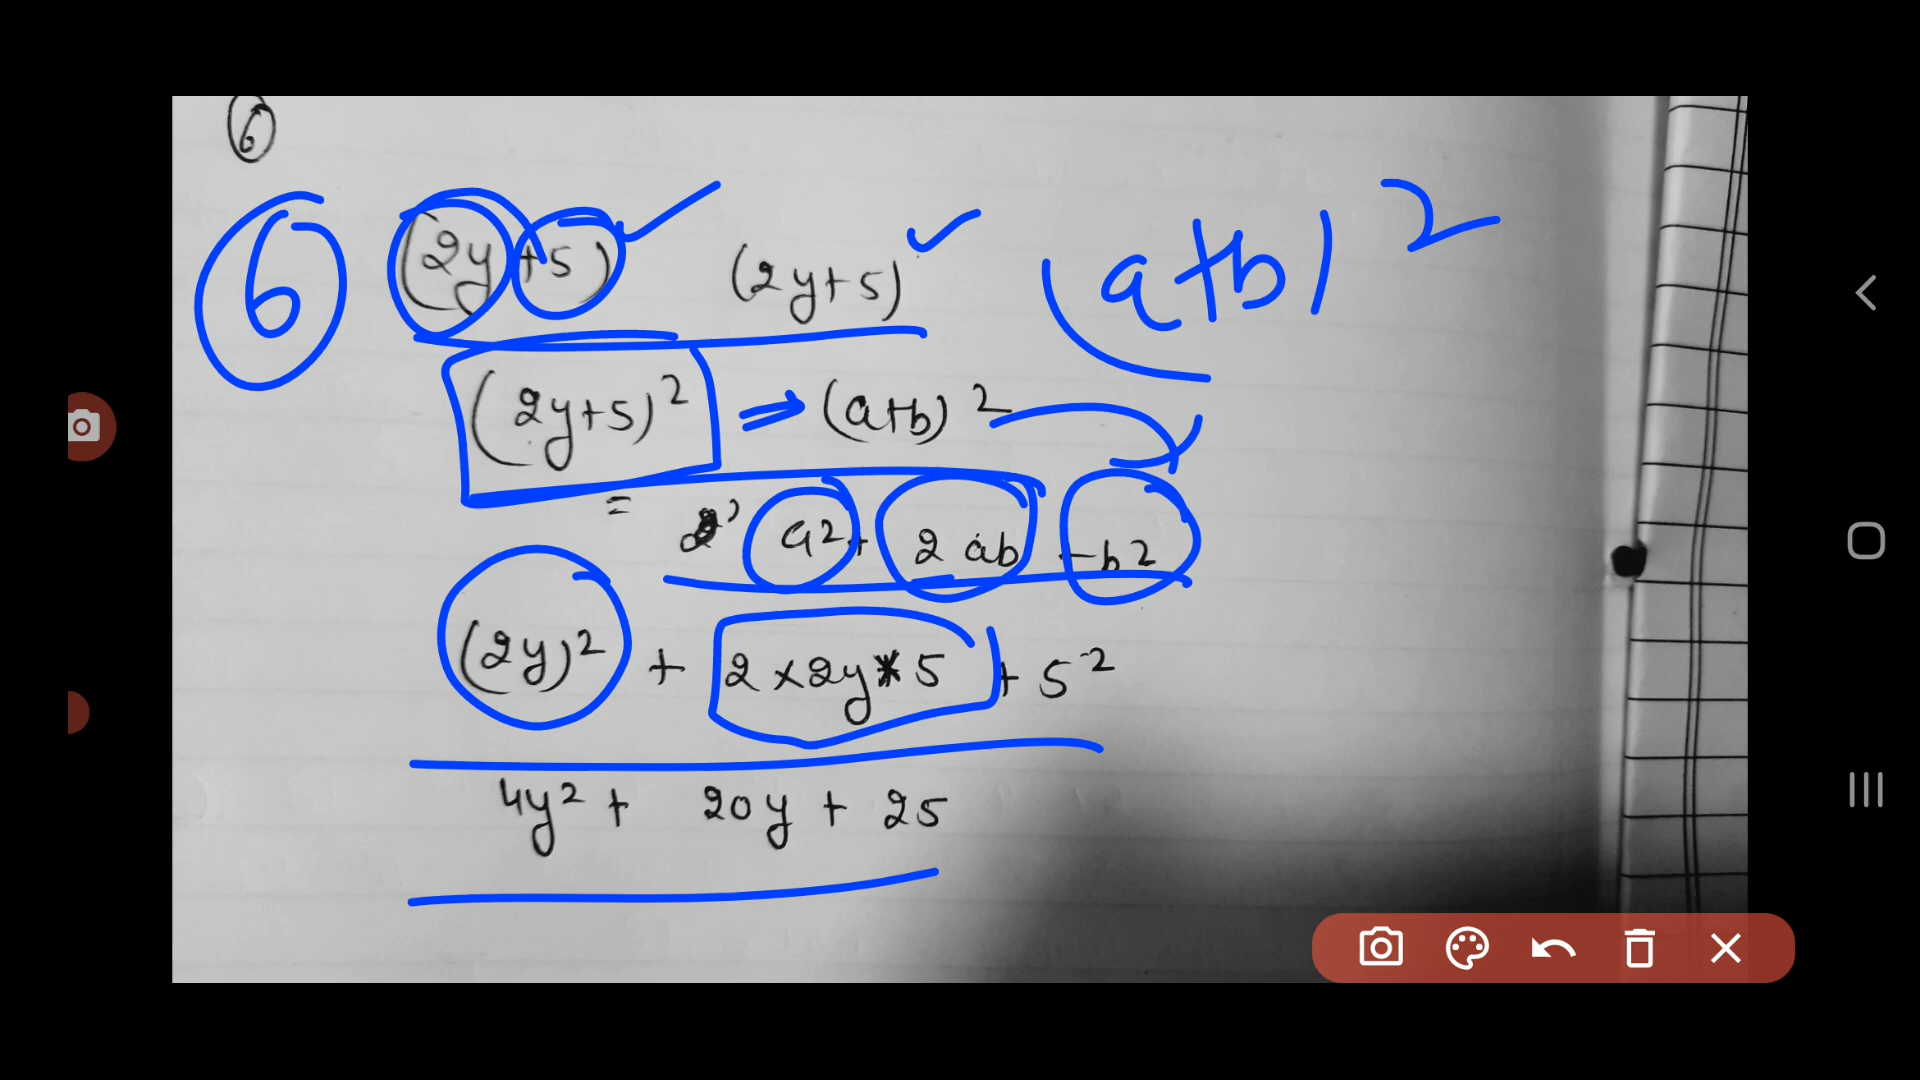 6
6 (2y+5) (2y+5) (a+b)²
(2y+5)² ⇒ (a+b)²
= a² + 2ab + b²
(2y)² + 2×2y*5 + 5²
4y² + 20y + 25